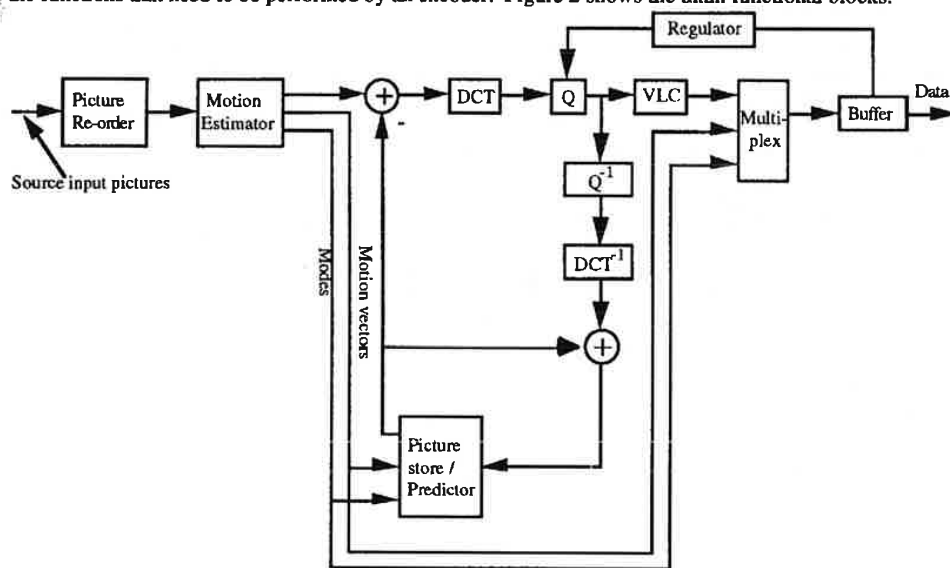 the functions that need to be performed by an encoder. Figure 2 shows the main functional blocks.
Regulator
Picture
Re-order
Motion
Estimator
+
-
DCT
Q
VLC
Multi-
plex
Buffer
Data
Source input pictures
Q-1
DCT-1
Modes
Motion vectors
+
Picture
store /
Predictor